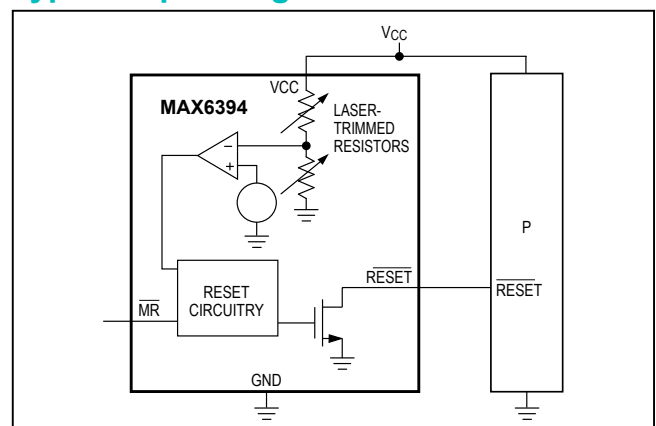 VCC
VCC
MAX6394
LASER-
TRIMMED
RESISTORS
−
+
P
RESET
RESET
MR
RESET
CIRCUITRY
GND